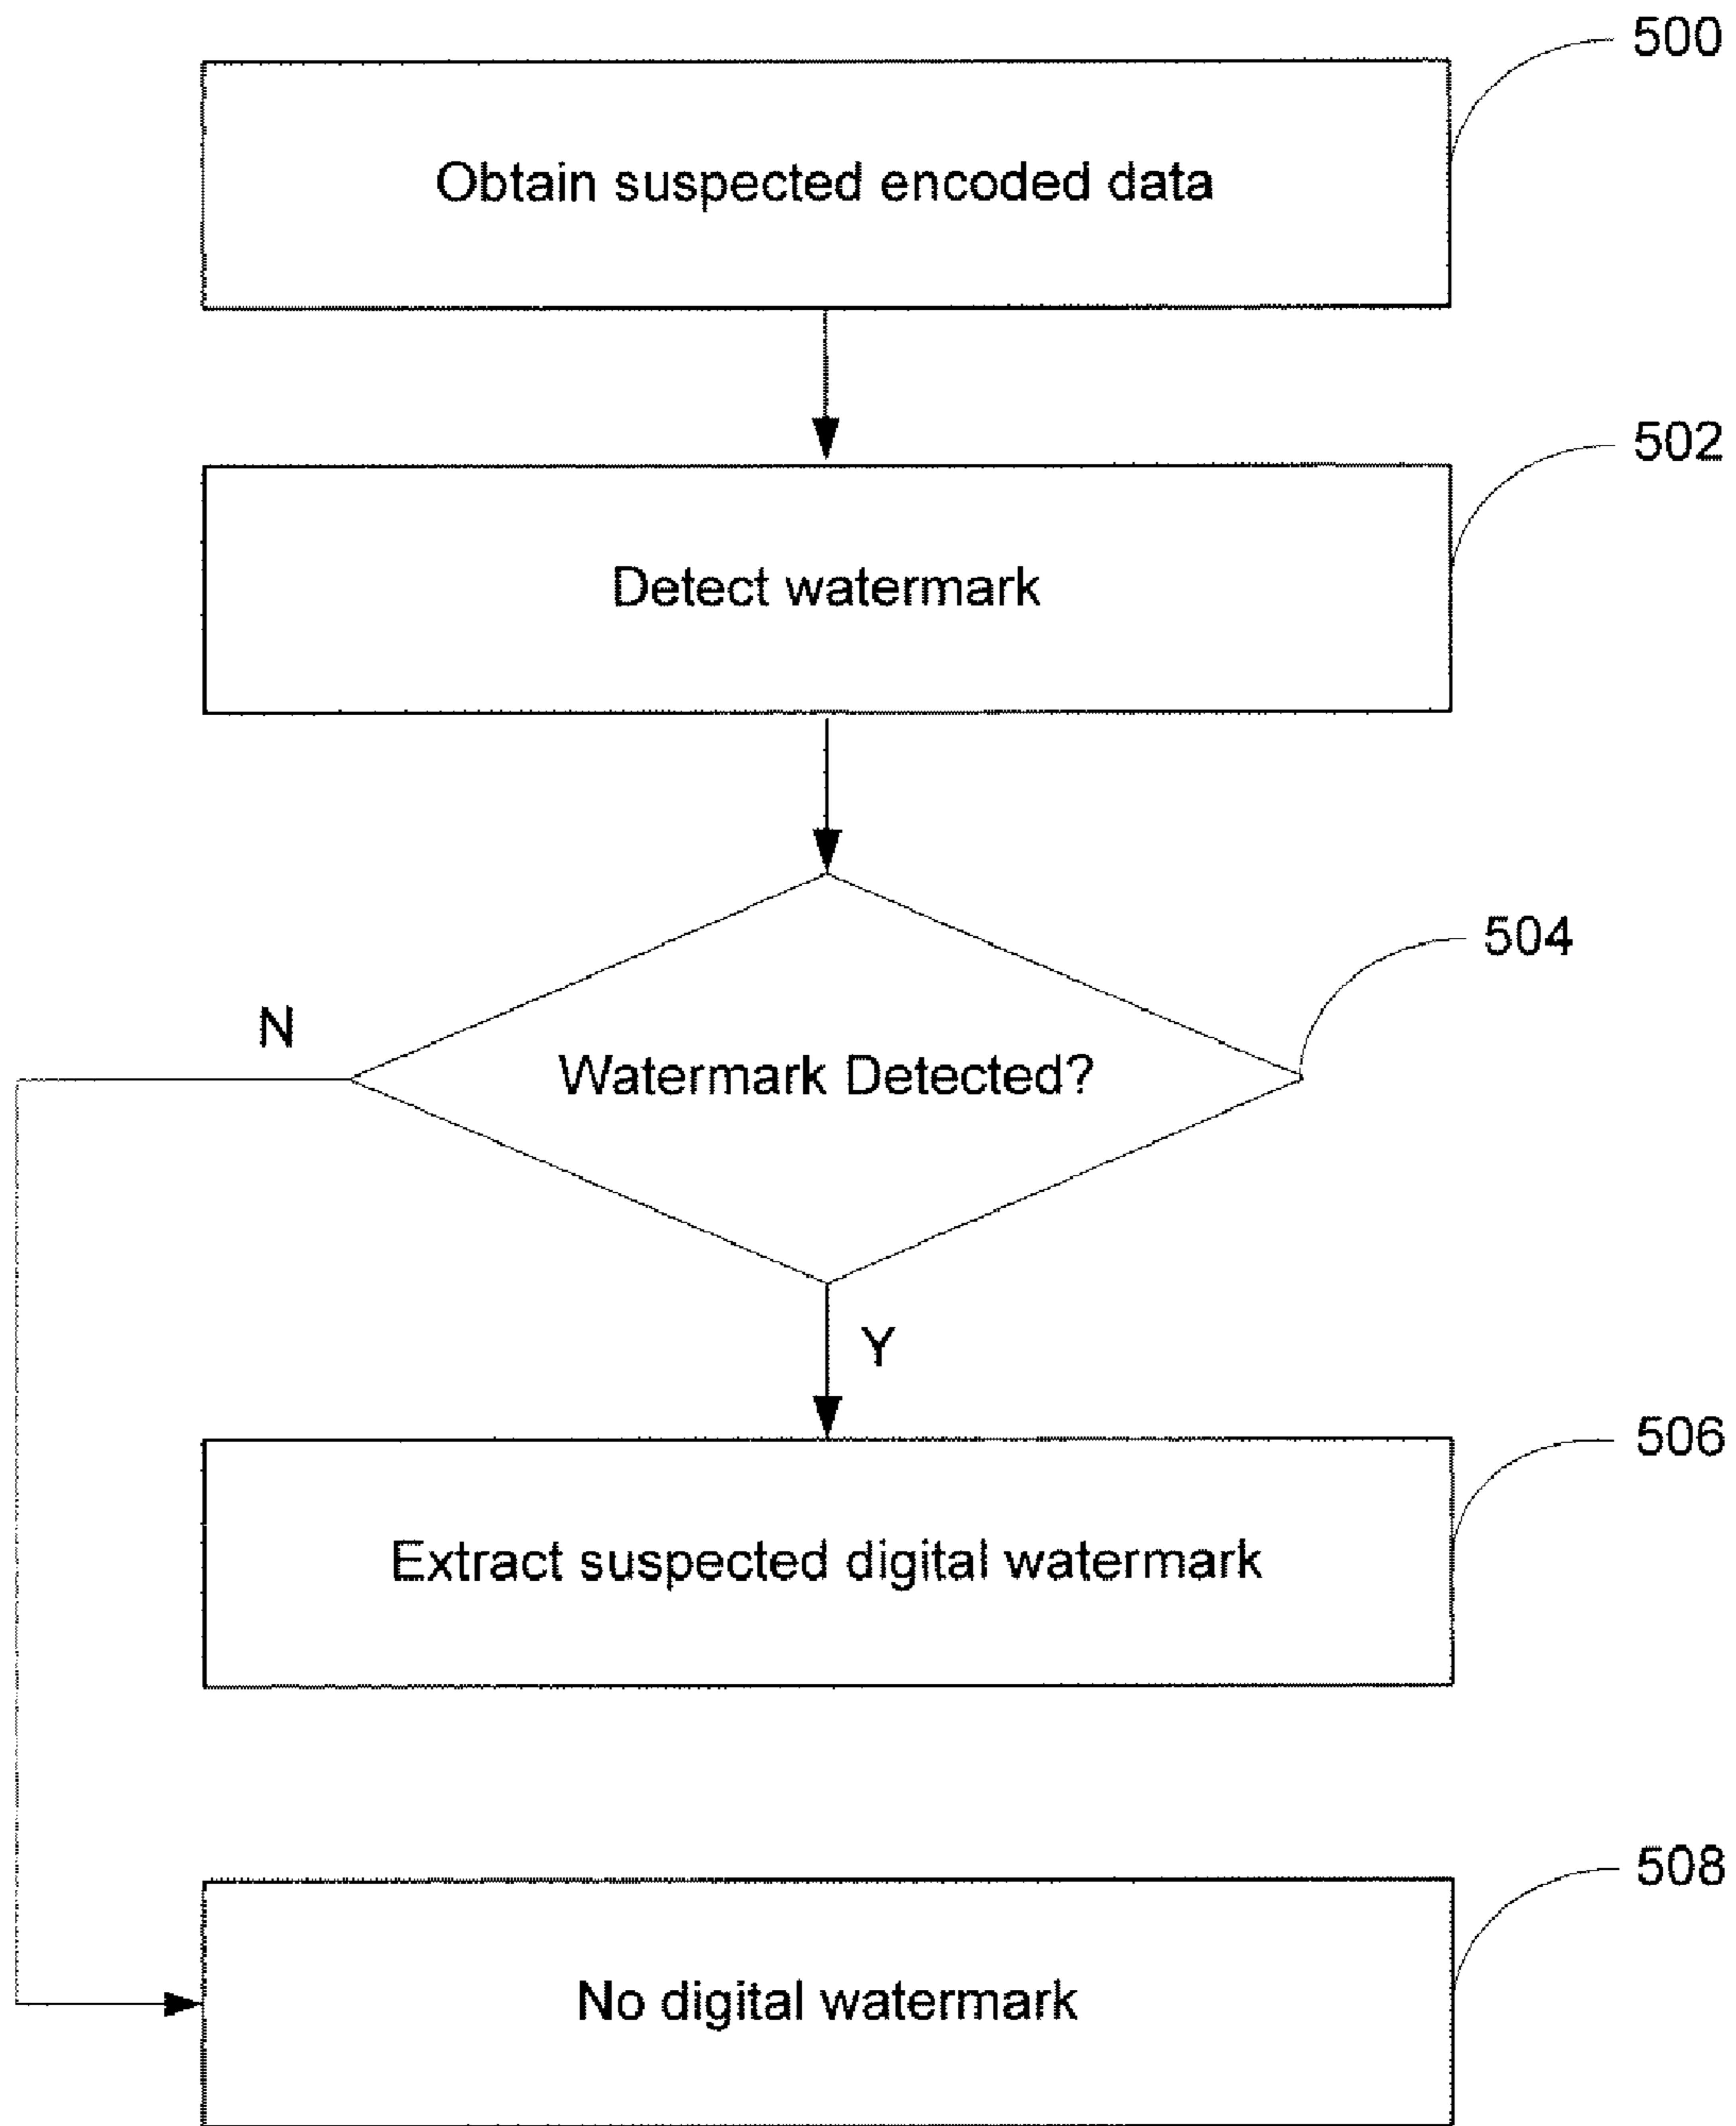 500
Obtain suspected encoded data
502
Detect watermark
504
N
Watermark Detected?
Y
506
Extract suspected digital watermark
508
No digital watermark